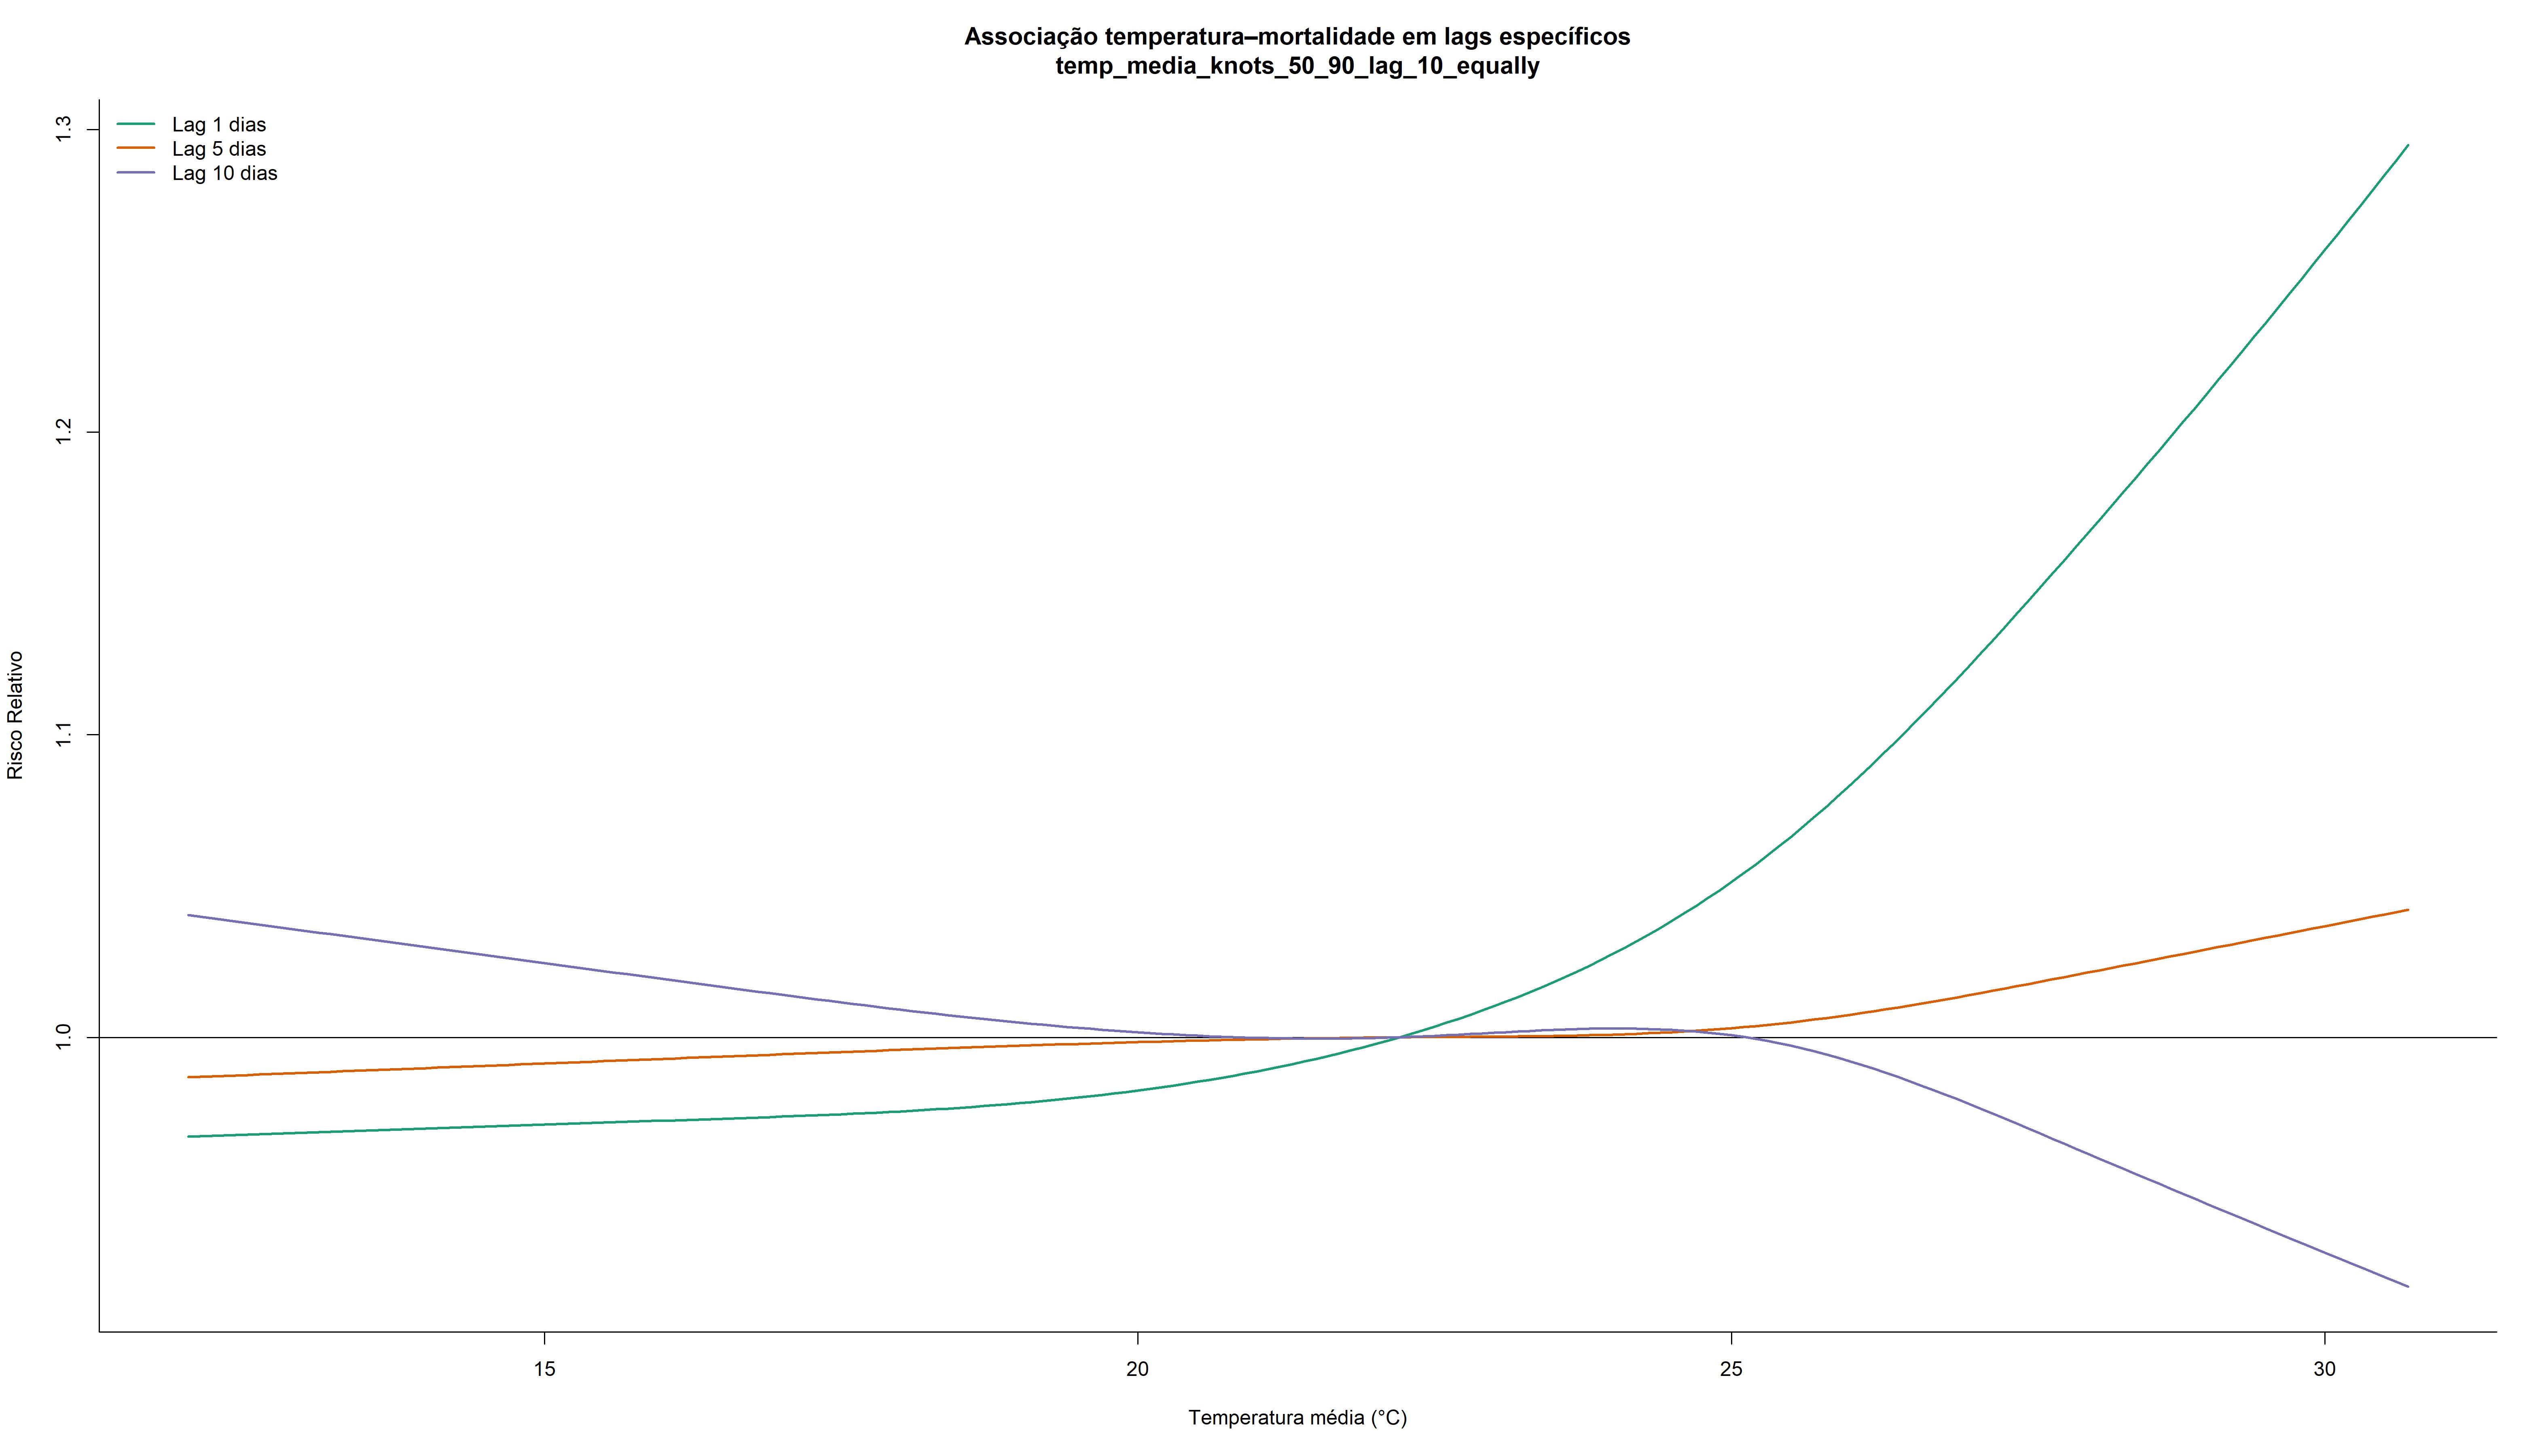 Associação temperatura–mortalidade em lags específicos
temp_media_knots_50_90_lag_10_equally
Lag 1 dias
Lag 5 dias
Lag 10 dias
1.3
1.2
1.1
1.0
Risco Relativo
15
20
25
30
Temperatura média (°C)